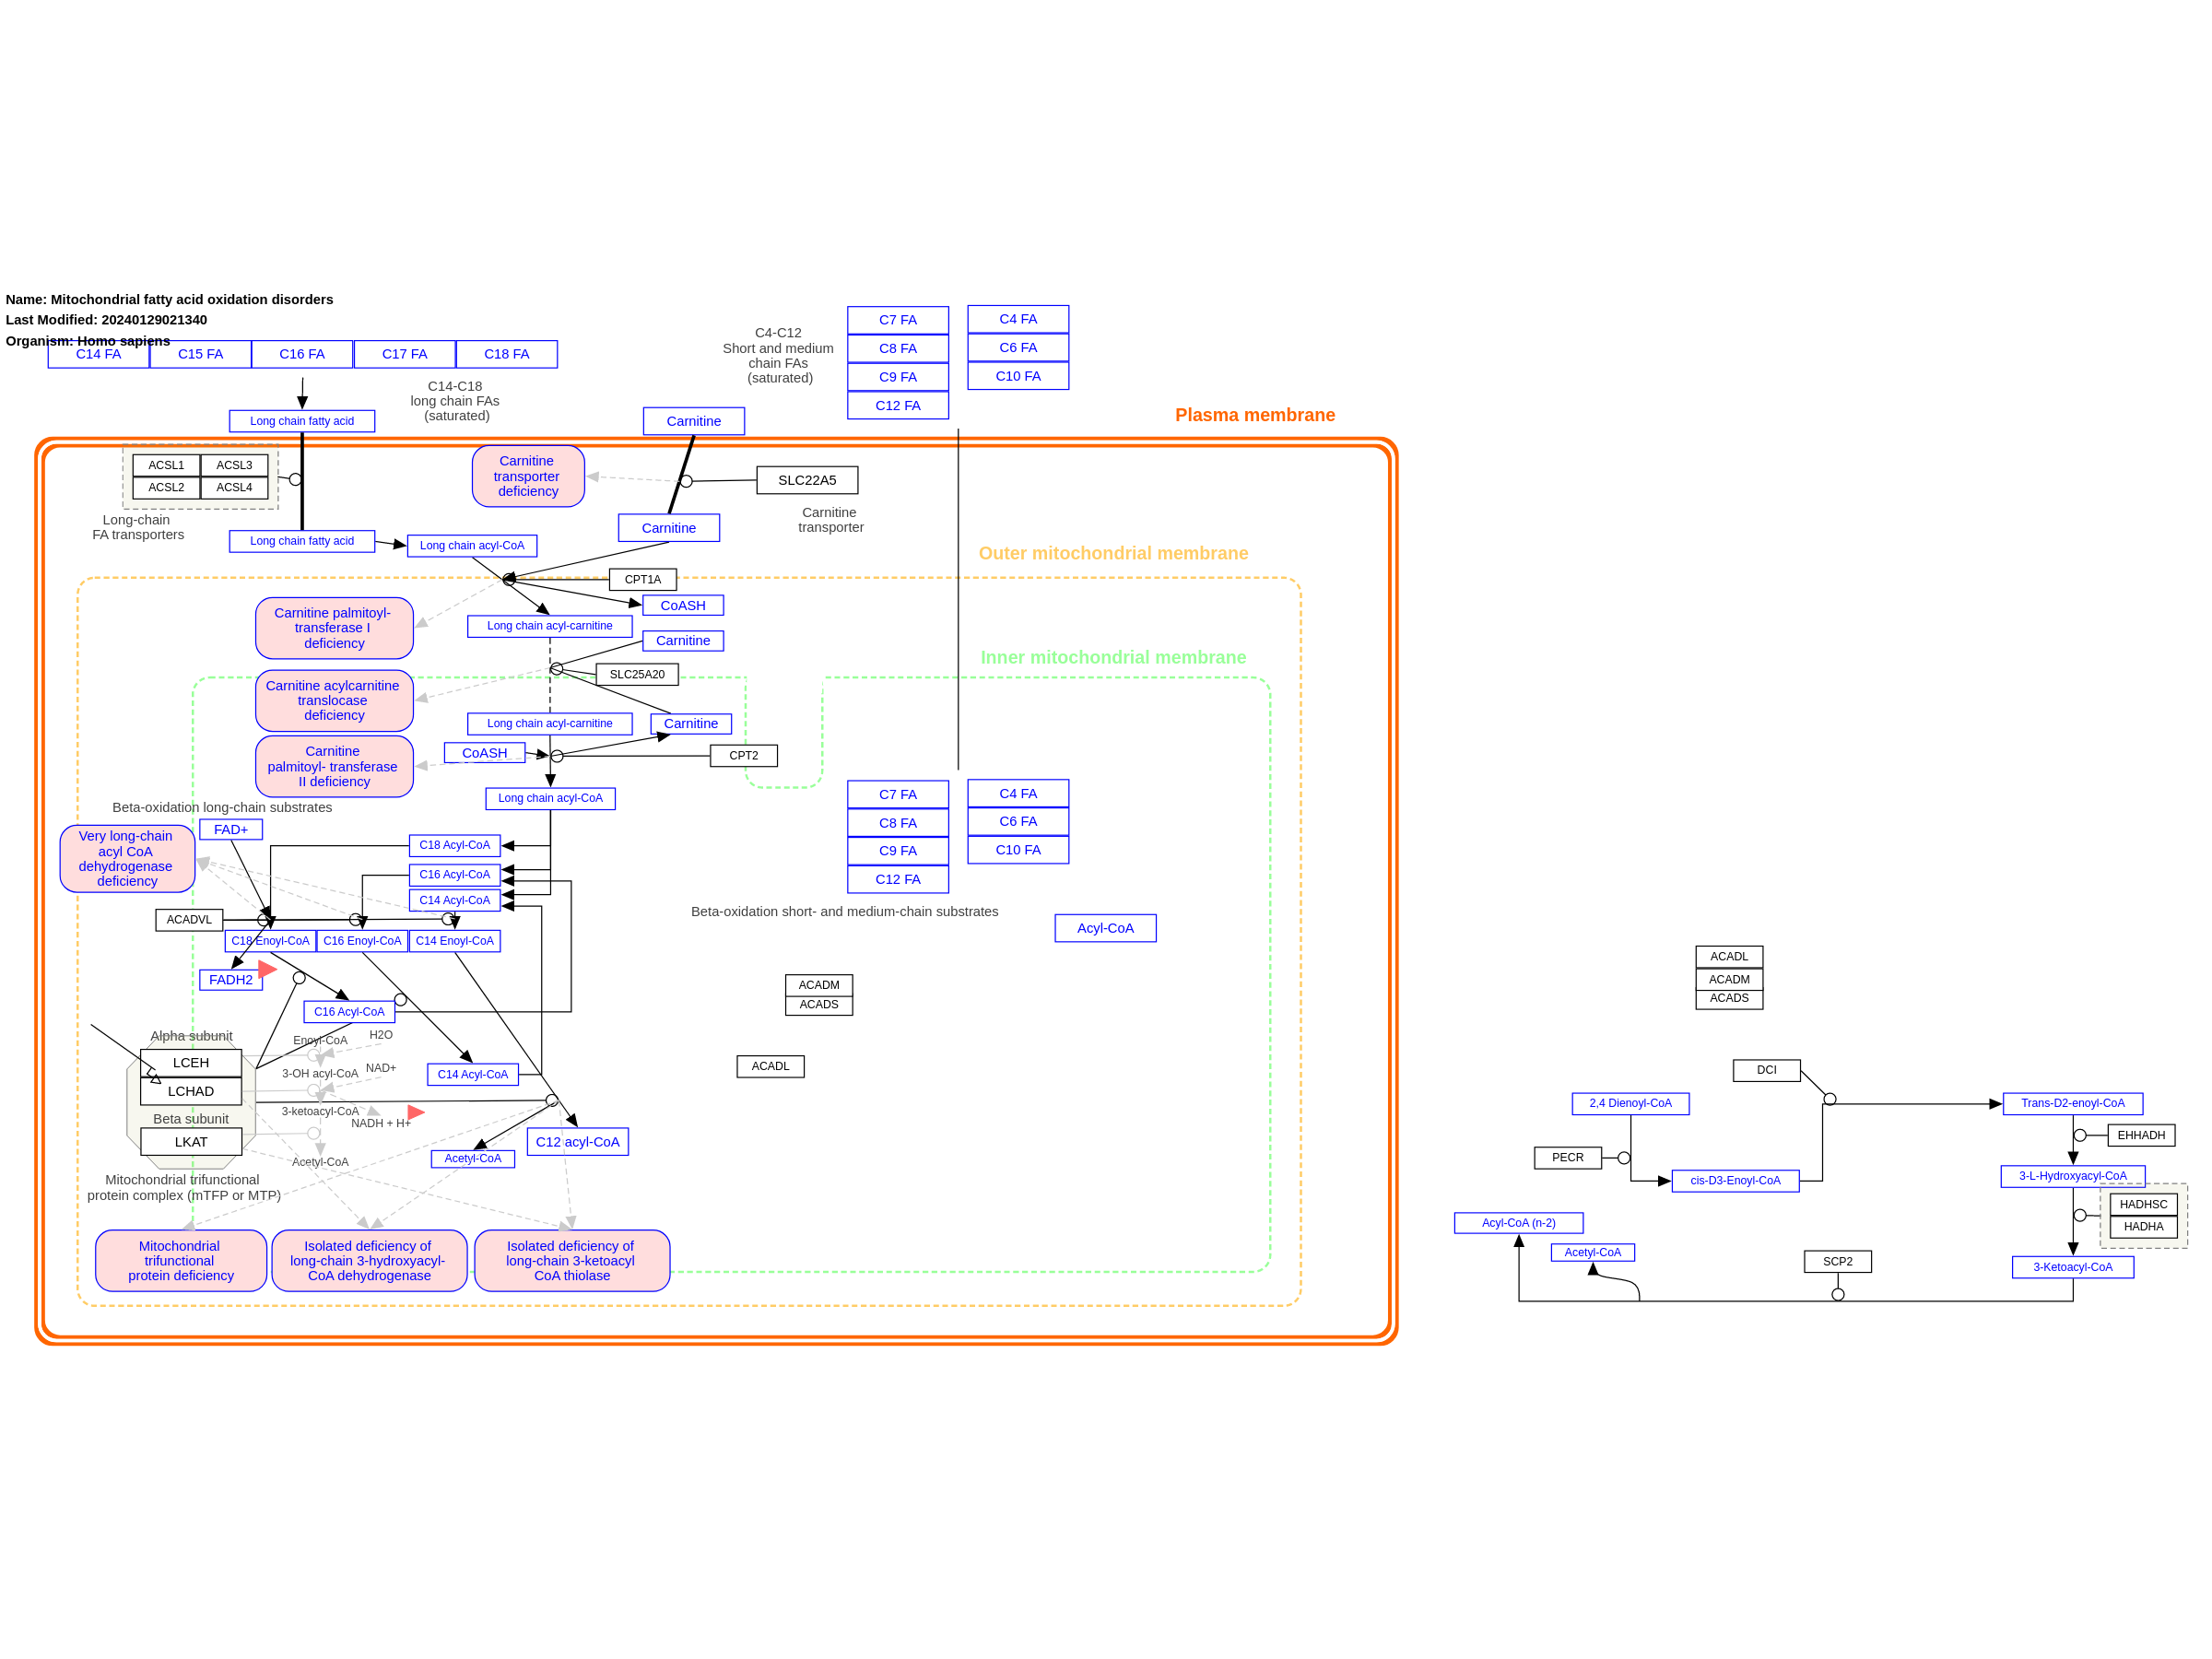 Name: Mitochondrial fatty acid oxidation disorders
Last Modified: 20240129021340
Organism: Homo sapiens
C14 FA
C15 FA
C16 FA
C17 FA
C18 FA
C14-C18
long chain FAs
(saturated)
Long chain fatty acid
C4-C12
Short and medium
chain FAs
(saturated)
C7 FA
C8 FA
C9 FA
C12 FA
C4 FA
C6 FA
C10 FA
Carnitine
Plasma membrane
ACSL1
ACSL3
ACSL2
ACSL4
Long-chain
FA transporters
Carnitine
transporter
deficiency
SLC22A5
Carnitine
transporter
Carnitine
Long chain fatty acid
Long chain acyl-CoA
Outer mitochondrial membrane
CPT1A
CoASH
Carnitine palmitoyl-
transferase I
deficiency
Long chain acyl-carnitine
Carnitine
Inner mitochondrial membrane
SLC25A20
Carnitine acylcarnitine
translocase
deficiency
Long chain acyl-carnitine
Carnitine
Carnitine
palmitoyl- transferase
II deficiency
CoASH
CPT2
Long chain acyl-CoA
C7 FA
C8 FA
C9 FA
C12 FA
C4 FA
C6 FA
C10 FA
Beta-oxidation long-chain substrates
Very long-chain
acyl CoA
dehydrogenase
deficiency
FAD+
C18 Acyl-CoA
C16 Acyl-CoA
C14 Acyl-CoA
ACADVL
Beta-oxidation short- and medium-chain substrates
Acyl-CoA
C18 Enoyl-CoA
C16 Enoyl-CoA
C14 Enoyl-CoA
FADH2
C16 Acyl-CoA
ACADM
ACADS
ACADL
ACADM
ACADS
Alpha subunit
LCEH
LCHAD
Beta subunit
LKAT
Mitochondrial trifunctional
protein complex (mTFP or MTP)
Enoyl-CoA
H2O
3-OH acyl-CoA
NAD+
3-ketoacyl-CoA
NADH + H+
Acetyl-CoA
C14 Acyl-CoA
ACADL
C12 acyl-CoA
Acetyl-CoA
Mitochondrial
trifunctional
protein deficiency
Isolated deficiency of
long-chain 3-hydroxyacyl-
CoA dehydrogenase
Isolated deficiency of
long-chain 3-ketoacyl
CoA thiolase
DCI
2,4 Dienoyl-CoA
Trans-D2-enoyl-CoA
EHHADH
PECR
cis-D3-Enoyl-CoA
3-L-Hydroxyacyl-CoA
HADHSC
HADHA
Acyl-CoA (n-2)
Acetyl-CoA
SCP2
3-Ketoacyl-CoA